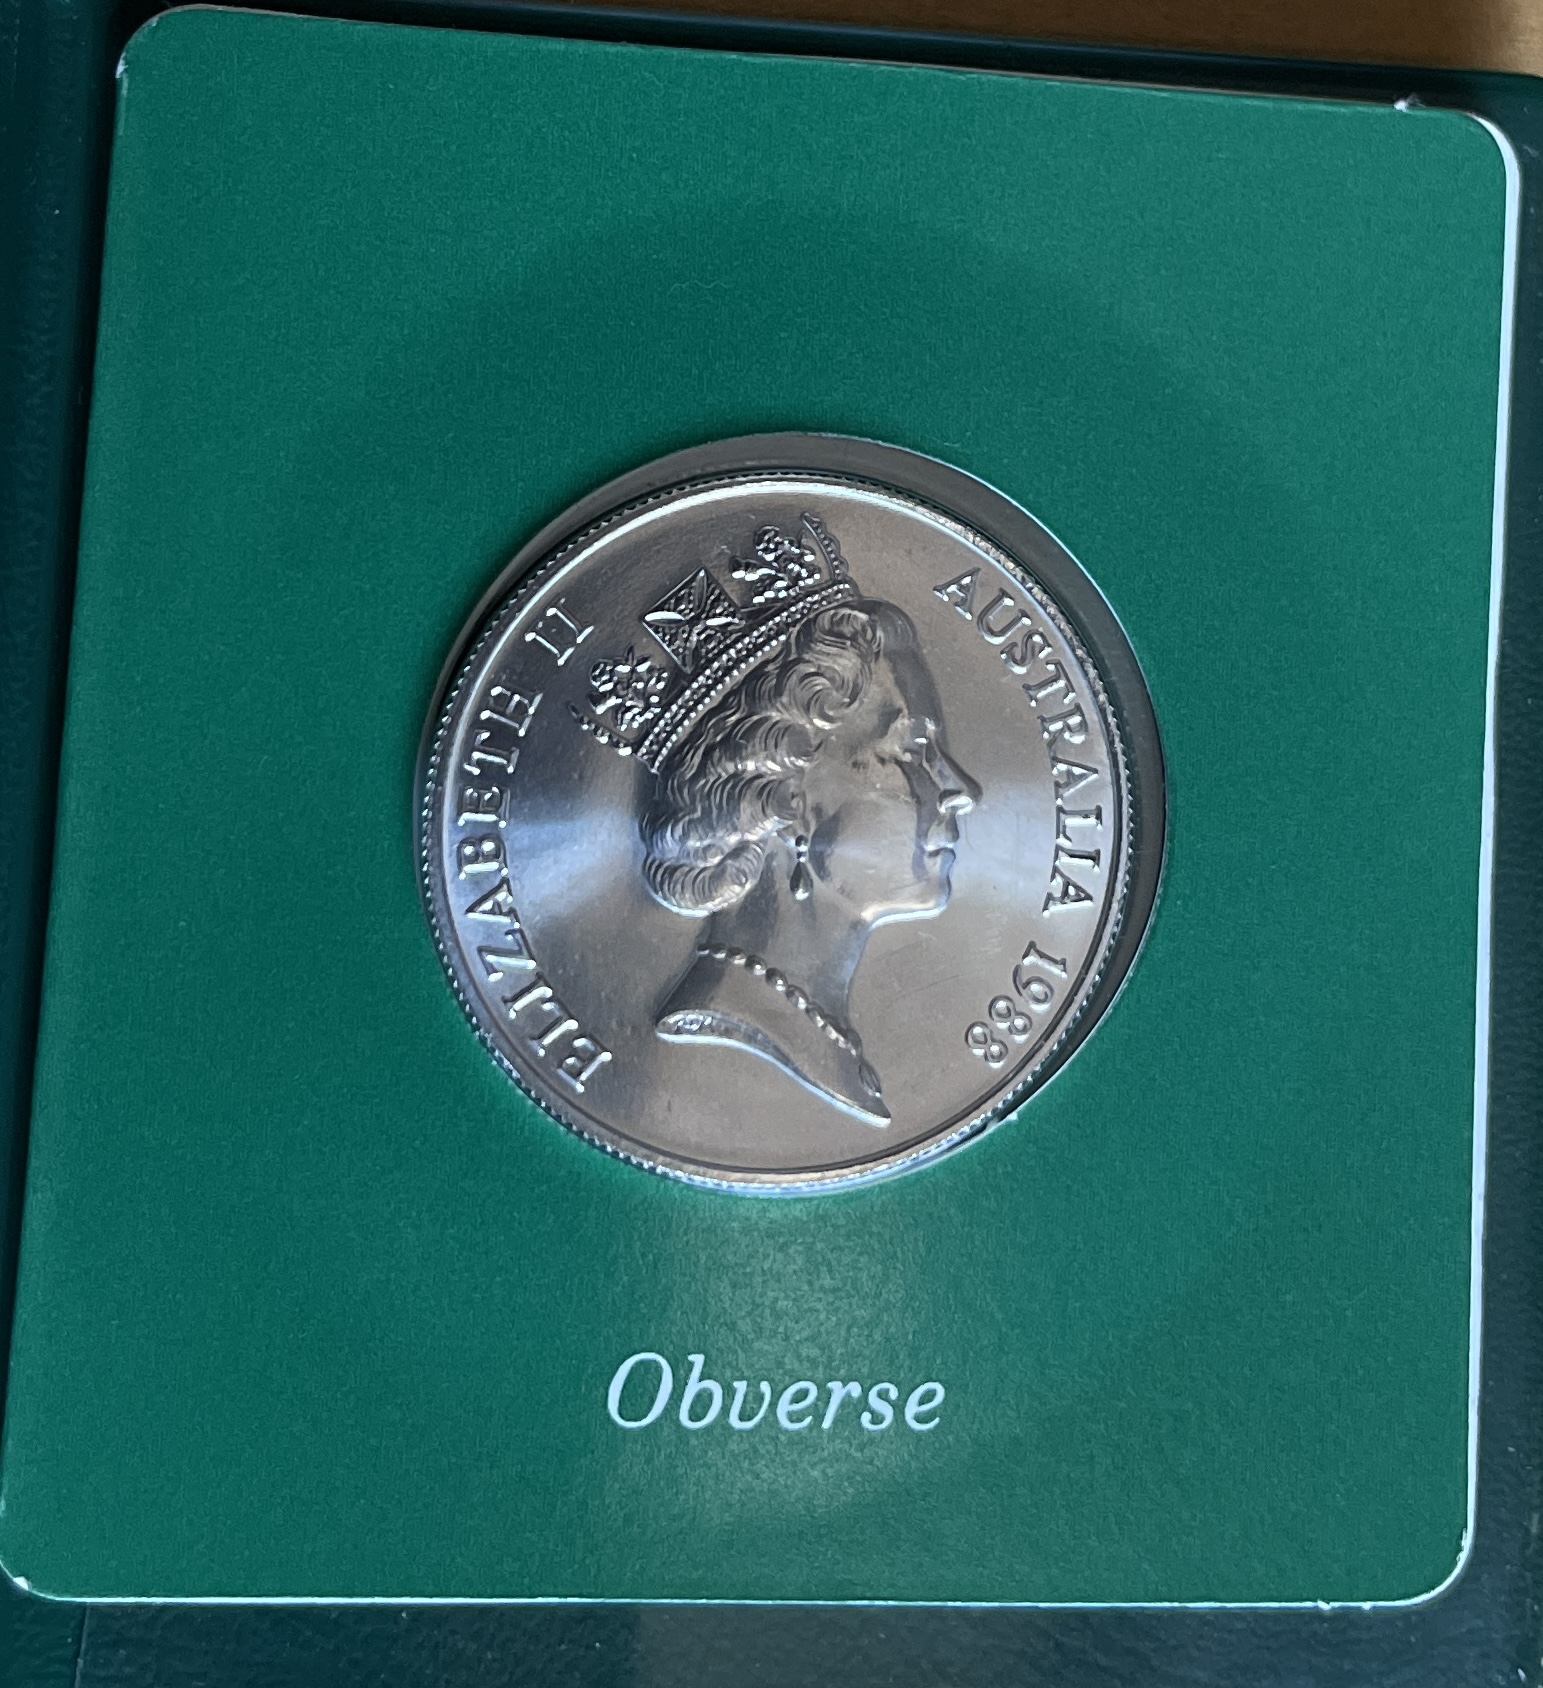 ELIZABETH II
AUSTRALIA 1988
Obverse